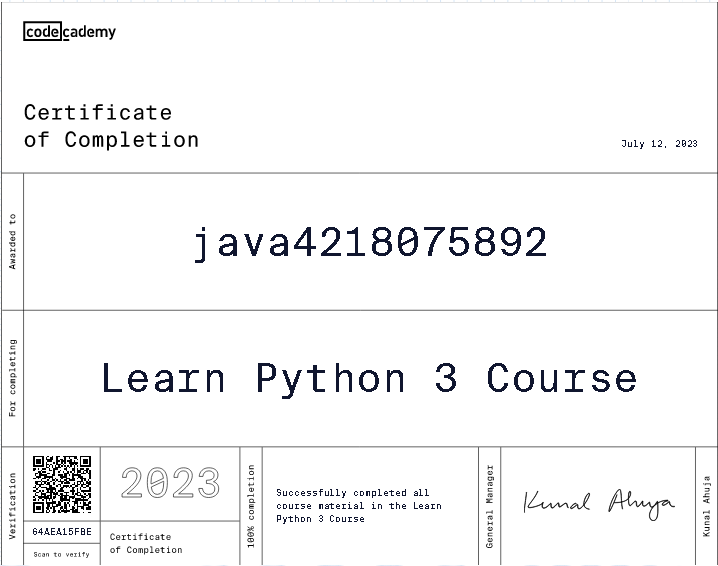 codecademy
Certificate
of Completion
July 12, 2023
Awarded to
java4218075892
For completing
Learn Python 3 Course
Verification
64AEA15FBE
Scan to verify
2023
Certificate
of Completion
100% completion
Successfully completed all
course material in the Learn
Python 3 Course
General Manager
Kunal Ahuja
Kunal Ahuja